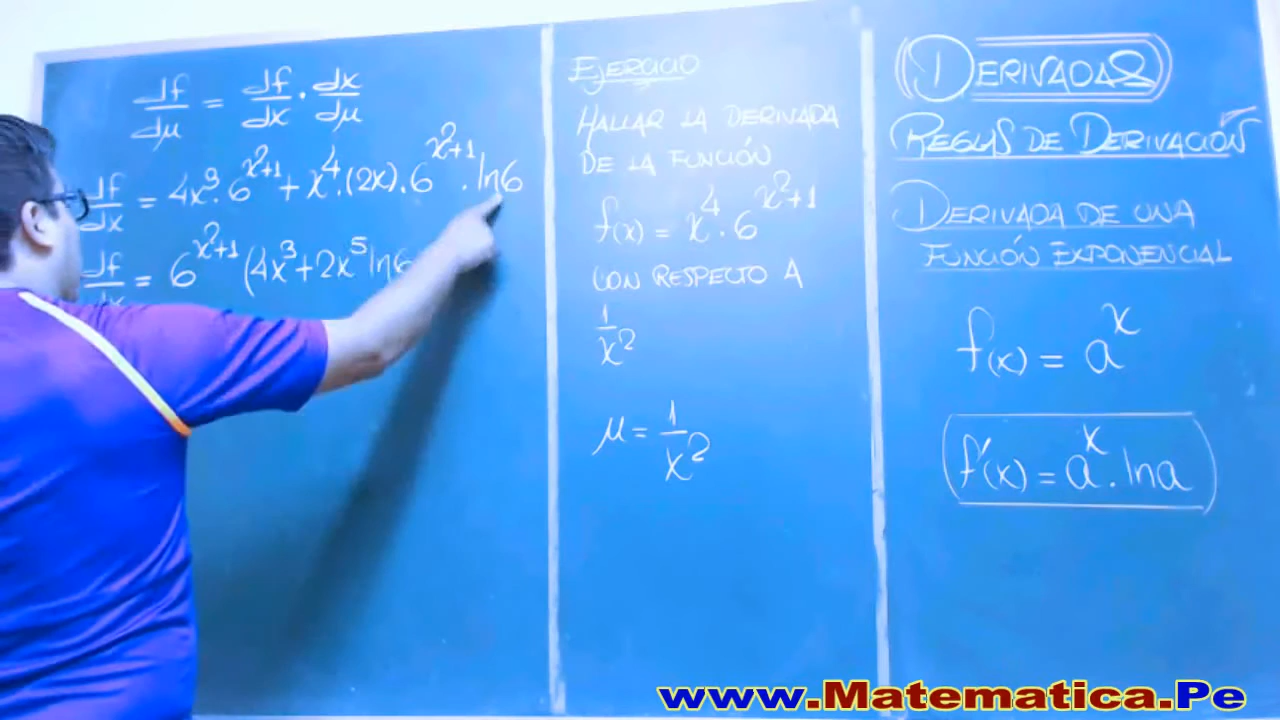 df/dμ = df/dx · dx/dμ
df/dx = 4x³·6^(x²+1) + x⁴·(2x)·6^(x²+1)·ln6
df/dx = 6^(x²+1) (4x³+2x⁵ln6
EJERCICIO
HALLAR LA DERIVADA
DE LA FUNCIÓN
f(x) = x⁴·6^(x²+1)
CON RESPECTO A
1/x²
μ = 1/x²
DERIVADAS
REGLAS DE DERIVACIÓN
DERIVADA DE UNA
FUNCIÓN EXPONENCIAL
f(x) = a^x
f'(x) = a^x · lna
www.Matematica.Pe